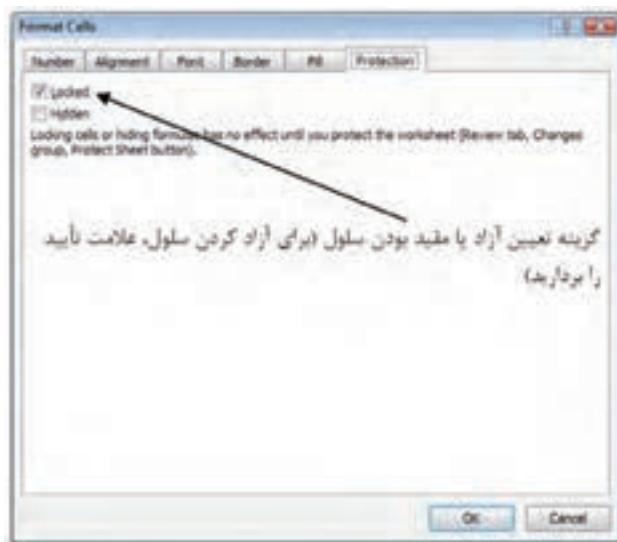 Format Cells
Number Alignment Font Border Fill Protection
Locked
Hidden
Locking cells or hiding formulas has no effect until you protect the worksheet (Review tab, Changes
group, Protect Sheet button).
گزینه تعیین آزاد یا مقید بودن سلول (برای آزاد کردن سلول، علامت تأیید
را بردارید)
OK Cancel